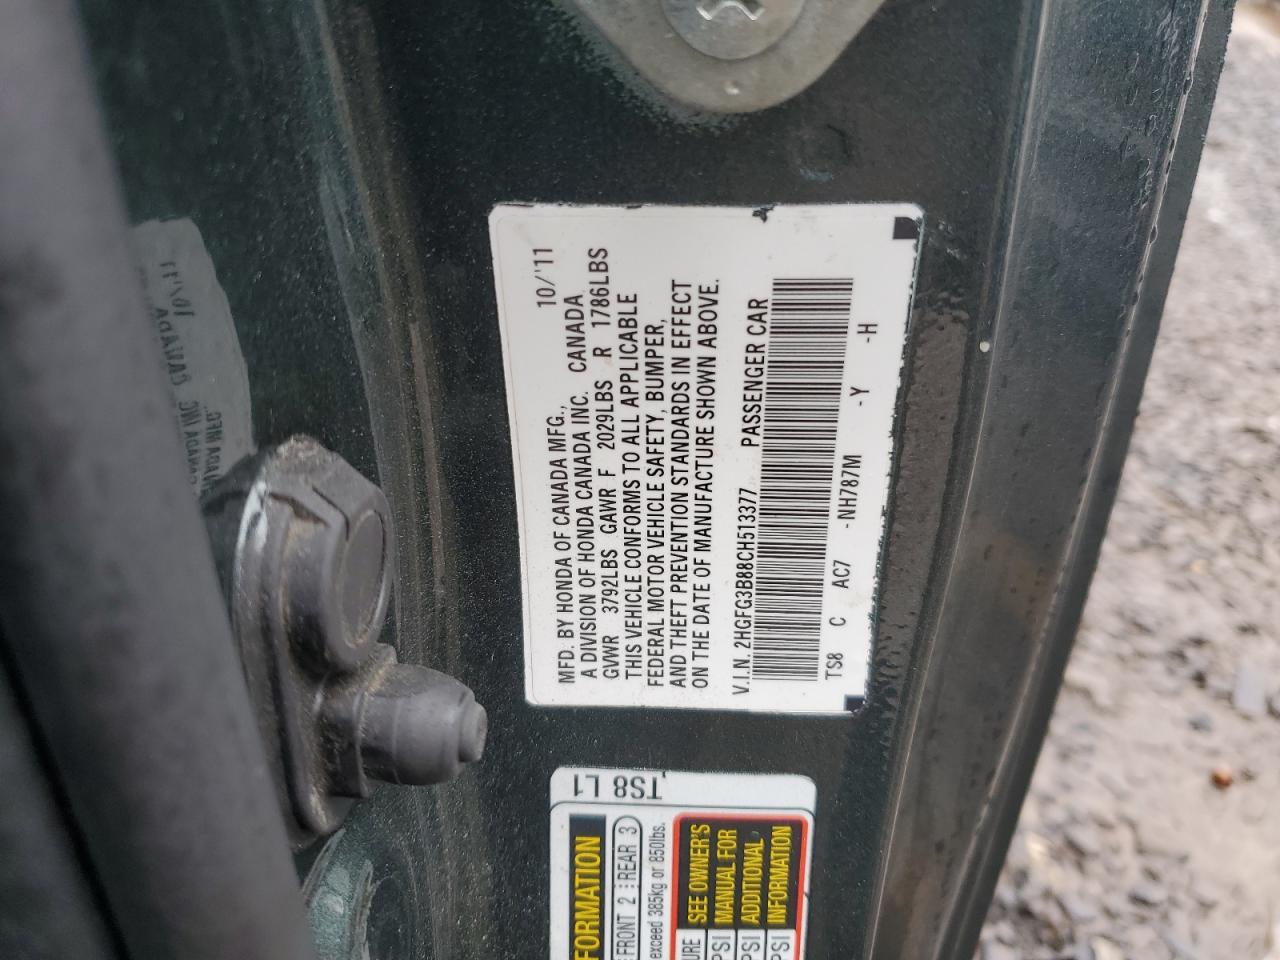 MFD. BY HONDA OF CANADA MFG., 10/'11
A DIVISION OF HONDA CANADA INC. CANADA
GVWR 3792LBS GAWR F 2029LBS R 1786LBS
THIS VEHICLE CONFORMS TO ALL APPLICABLE
FEDERAL MOTOR VEHICLE SAFETY, BUMPER,
AND THEFT PREVENTION STANDARDS IN EFFECT
ON THE DATE OF MANUFACTURE SHOWN ABOVE.
V.I.N. 2HGFG3B88CH513377 PASSENGER CAR
TS8 C AC7 -NH787M -Y -H
TS8 L1
FORMATION
FRONT 2 REAR 3
exceed 385kg or 850lbs.
URE SEE OWNER'S
PSI MANUAL FOR
PSI ADDITIONAL
PSI INFORMATION